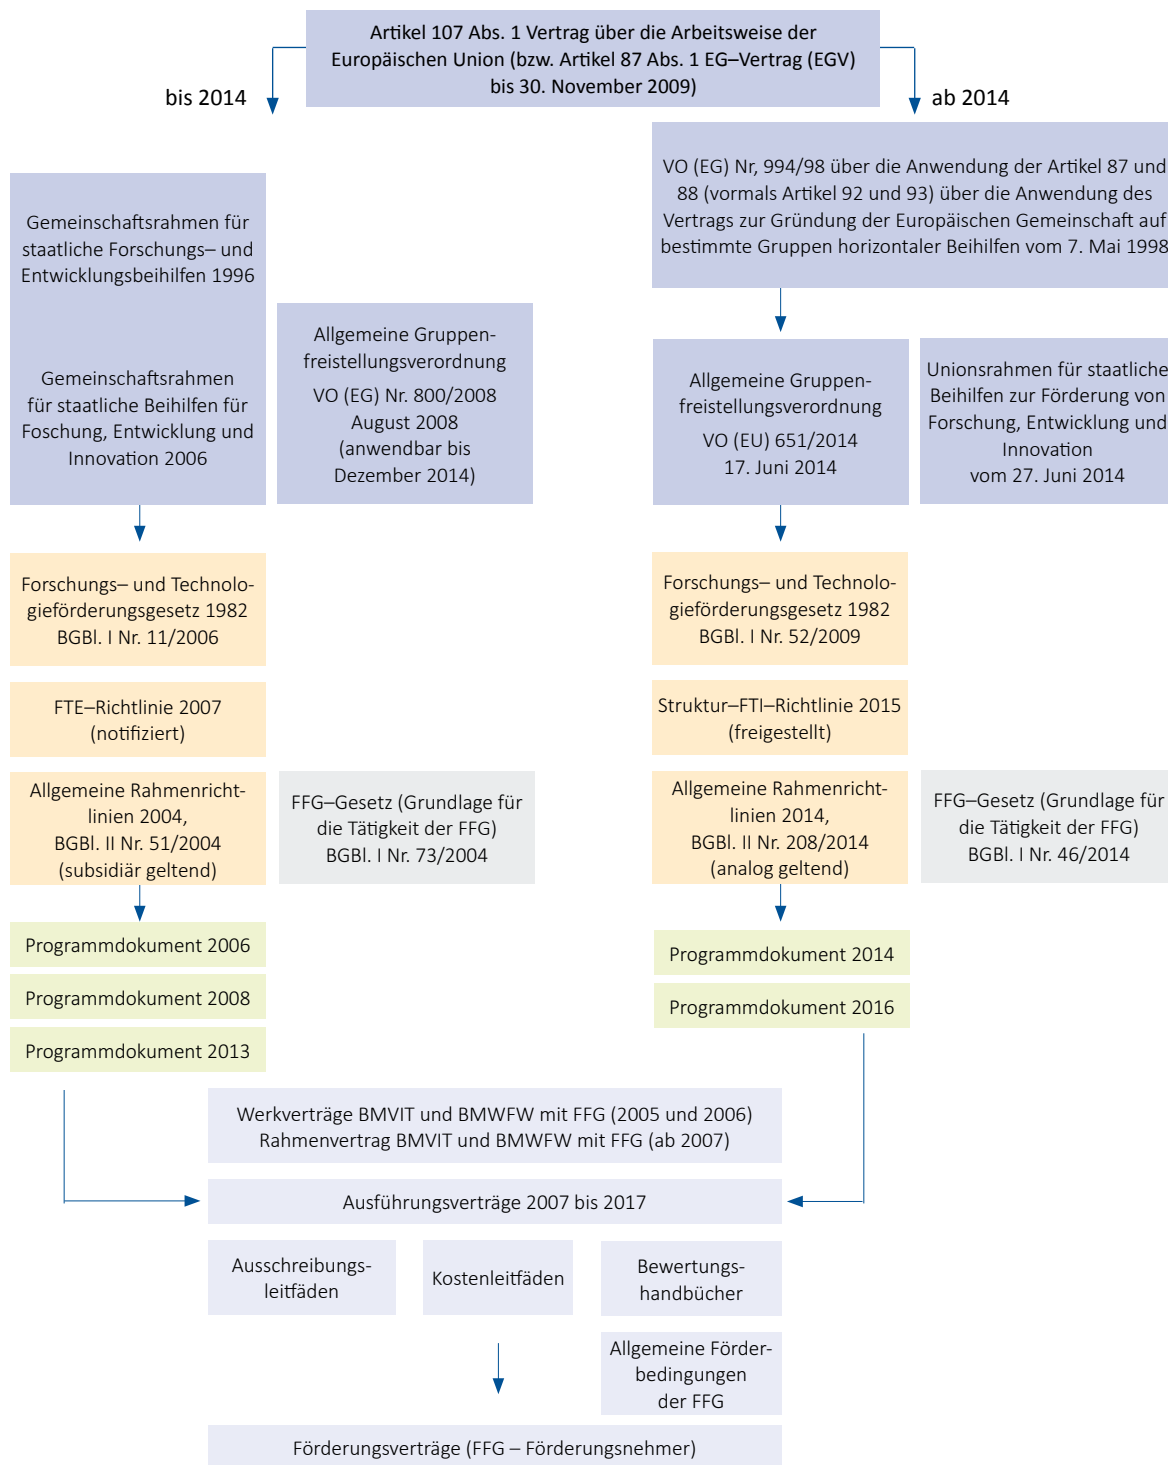 Artikel 107 Abs. 1 Vertrag über die Arbeitsweise der
Europäischen Union (bzw. Artikel 87 Abs. 1 EG–Vertrag (EGV)
bis 30. November 2009)
bis 2014
ab 2014
Gemeinschaftsrahmen für
staatliche Forschungs– und
Entwicklungsbeihilfen 1996
Gemeinschaftsrahmen
für staatliche Beihilfen für
Foschung, Entwicklung und
Innovation 2006
Allgemeine Gruppen-
freistellungsverordnung
VO (EG) Nr. 800/2008
August 2008
(anwendbar bis
Dezember 2014)
VO (EG) Nr, 994/98 über die Anwendung der Artikel 87 und
88 (vormals Artikel 92 und 93) über die Anwendung des
Vertrags zur Gründung der Europäischen Gemeinschaft auf
bestimmte Gruppen horizontaler Beihilfen vom 7. Mai 1998
Allgemeine Gruppen-
freistellungsverordnung
VO (EU) 651/2014
17. Juni 2014
Unionsrahmen für staatliche
Beihilfen zur Förderung von
Forschung, Entwicklung und
Innovation
vom 27. Juni 2014
Forschungs– und Technolo-
gieförderungsgesetz 1982
BGBl. I Nr. 11/2006
FTE–Richtlinie 2007
(notifiziert)
Allgemeine Rahmenricht-
linien 2004,
BGBl. II Nr. 51/2004
(subsidiär geltend)
FFG–Gesetz (Grundlage für
die Tätigkeit der FFG)
BGBl. I Nr. 73/2004
Forschungs– und Technolo-
gieförderungsgesetz 1982
BGBl. I Nr. 52/2009
Struktur–FTI–Richtlinie 2015
(freigestellt)
Allgemeine Rahmenricht-
linien 2014,
BGBl. II Nr. 208/2014
(analog geltend)
FFG–Gesetz (Grundlage für
die Tätigkeit der FFG)
BGBl. I Nr. 46/2014
Programmdokument 2006
Programmdokument 2008
Programmdokument 2013
Programmdokument 2014
Programmdokument 2016
Werkverträge BMVIT und BMWFW mit FFG (2005 und 2006)
Rahmenvertrag BMVIT und BMWFW mit FFG (ab 2007)
Ausführungsverträge 2007 bis 2017
Ausschreibungs-
leitfäden
Kostenleitfäden
Bewertungs-
handbücher
Allgemeine Förder-
bedingungen
der FFG
Förderungsverträge (FFG – Förderungsnehmer)